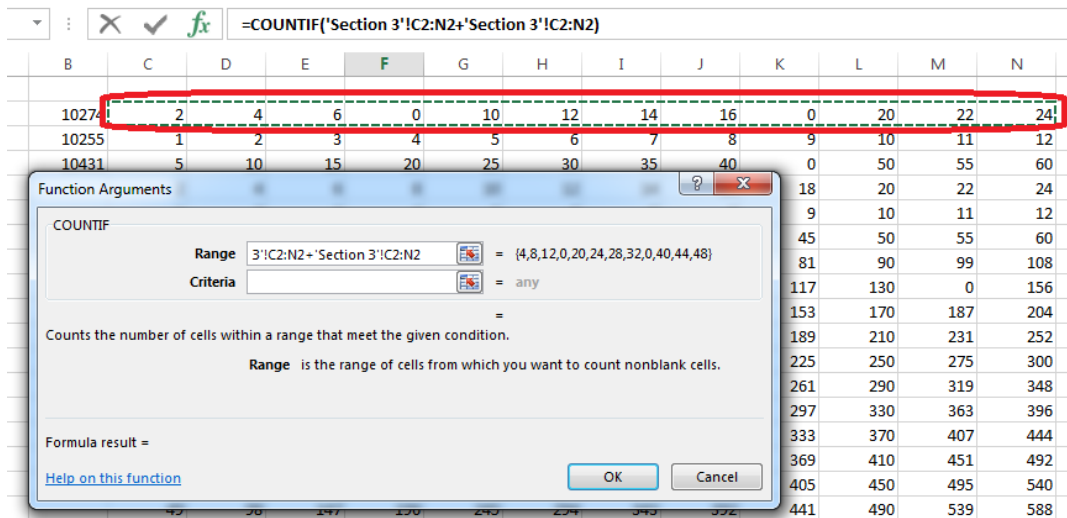 =COUNTIF('Section 3'!C2:N2+'Section 3'!C2:N2)
B C D E F G H I J K L M N
10274 2 4 6 0 10 12 14 16 0 20 22 24
10255 1 2 3 4 5 6 7 8 9 10 11 12
10431 5 10 15 20 25 30 35 40 0 50 55 60
Function Arguments ? X 18 20 22 24
9 10 11 12
COUNTIF 45 50 55 60
Range 3'!C2:N2+'Section 3'!C2:N2 = {4,8,12,0,20,24,28,32,0,40,44,48} 81 90 99 108
Criteria = any 117 130 0 156
= 153 170 187 204
Counts the number of cells within a range that meet the given condition. 189 210 231 252
Range is the range of cells from which you want to count nonblank cells. 225 250 275 300
261 290 319 348
297 330 363 396
Formula result = 333 370 407 444
Help on this function OK Cancel 369 410 451 492
405 450 495 540
49 98 147 196 245 294 343 392 441 490 539 588